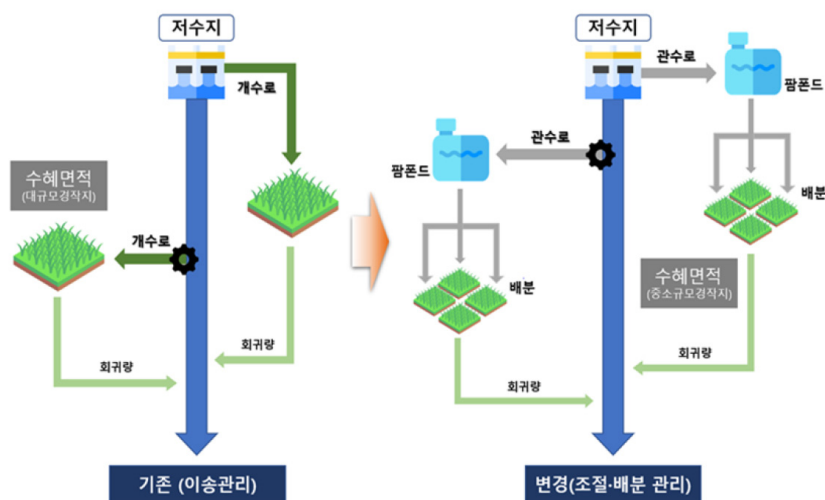 저수지
개수로
수혜면적
(대규모경작지)
개수로
회귀량
회귀량
기존 (이송관리)
저수지
관수로
팜폰드
관수로
팜폰드
배분
배분
수혜면적
(중소규모경작지)
회귀량
회귀량
변경(조절·배분 관리)